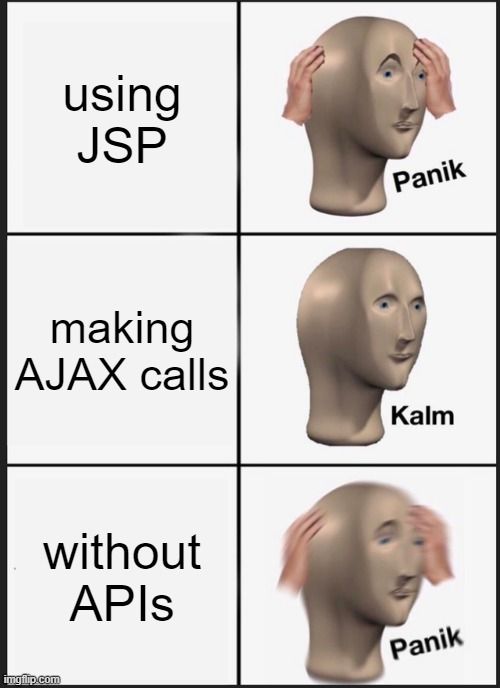 using
JSP
Panik
making
AJAX calls
Kalm
without
APIs
Panik
imgflip.com